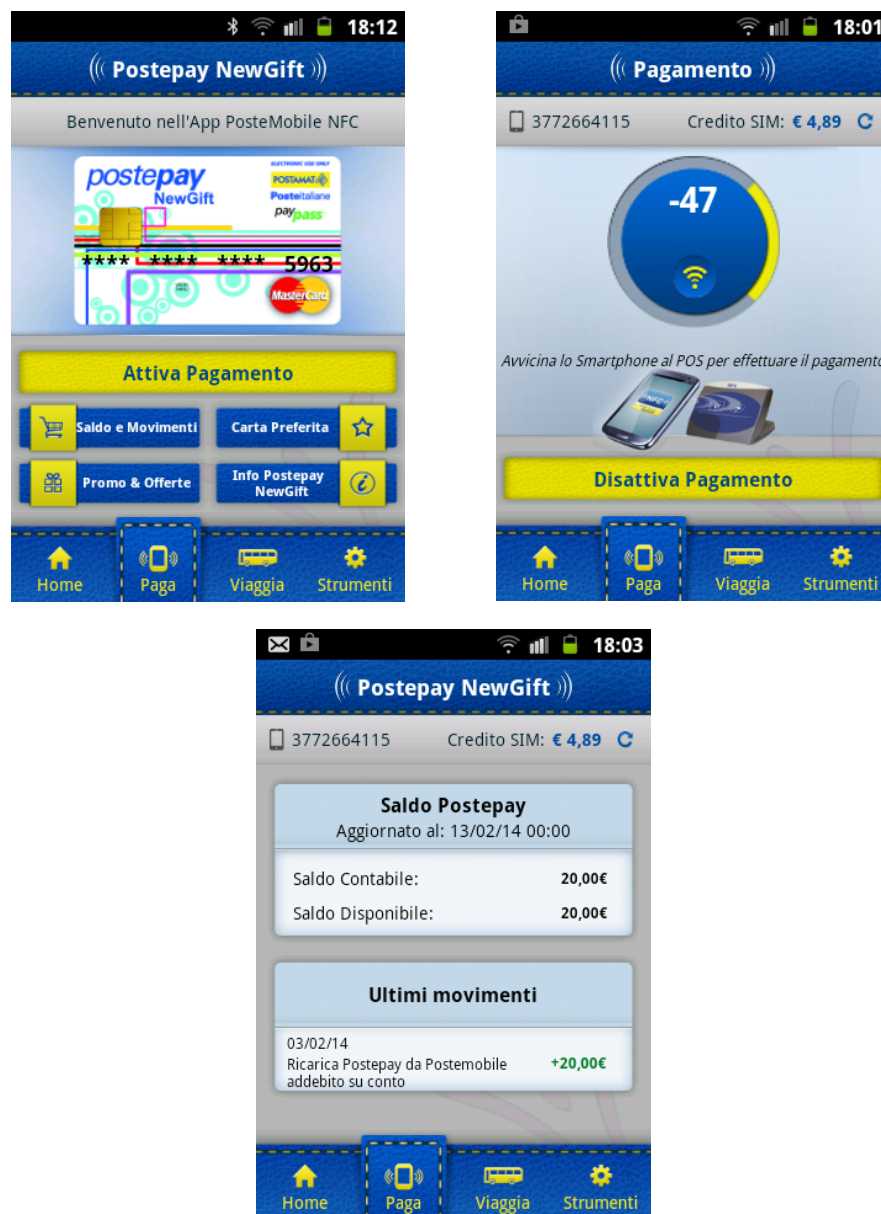 18:12
Postepay NewGift
Benvenuto nell'App PosteMobile NFC
postepay
NewGift
ELECTRONIC USE ONLY
POSTAMAT
Posteitaliane
paypass
**** **** **** 5963
MasterCard
Attiva Pagamento
Saldo e Movimenti
Carta Preferita
Promo & Offerte
Info Postepay
NewGift
Home
Paga
Viaggia
Strumenti
18:01
Pagamento
3772664115
Credito SIM: € 4,89
-47
Avvicina lo Smartphone al POS per effettuare il pagamento
NFC
Disattiva Pagamento
Home
Paga
Viaggia
Strumenti
18:03
Postepay NewGift
3772664115
Credito SIM: € 4,89
Saldo Postepay
Aggiornato al: 13/02/14 00:00
Saldo Contabile: 20,00€
Saldo Disponibile: 20,00€
Ultimi movimenti
03/02/14
Ricarica Postepay da Postemobile +20,00€
addebito su conto
Home
Paga
Viaggia
Strumenti